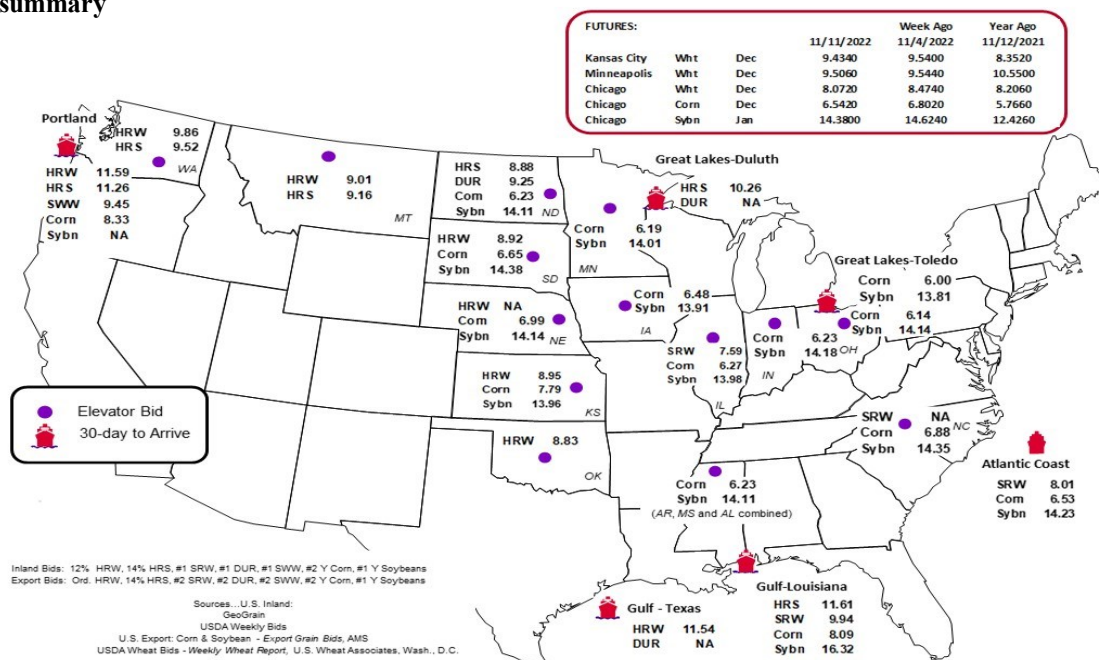 summary
FUTURES: Week Ago Year Ago
11/11/2022 11/4/2022 11/12/2021
Kansas City Wht Dec 9.4340 9.5400 8.3520
Minneapolis Wht Dec 9.5060 9.5440 10.5500
Chicago Wht Dec 8.0720 8.4740 8.2060
Chicago Corn Dec 6.5420 6.8020 5.7660
Chicago Sybn Jan 14.3800 14.6240 12.4260
Portland
HRW 11.59
HRS 11.26
SWW 9.45
Corn 8.33
Sybn NA
HRW 9.86
HRS 9.52
WA
HRW 9.01
HRS 9.16
MT
HRS 8.88
DUR 9.25
Corn 6.23
Sybn 14.11
ND
HRW 8.92
Corn 6.65
Sybn 14.38
SD
HRW NA
Corn 6.99
Sybn 14.14
NE
HRW 8.95
Corn 7.79
Sybn 13.96
KS
HRW 8.83
OK
Great Lakes-Duluth
HRS 10.26
DUR NA
Corn 6.19
Sybn 14.01
MN
Corn 6.48
Sybn 13.91
IA
SRW 7.59
Corn 6.27
Sybn 13.98
IL
Great Lakes-Toledo
Corn 6.00
Sybn 13.81
Corn 6.14
Sybn 14.14
OH
Corn 6.23
Sybn 14.18
IN
SRW NA
Corn 6.88
Sybn 14.35
NC
Atlantic Coast
SRW 8.01
Corn 6.53
Sybn 14.23
Corn 6.23
Sybn 14.11
(AR, MS and AL combined)
Elevator Bid
30-day to Arrive
Gulf - Texas
HRW 11.54
DUR NA
Gulf-Louisiana
HRS 11.61
SRW 9.94
Corn 8.09
Sybn 16.32
Inland Bids: 12% HRW, 14% HRS, #1 SRW, #1 DUR, #1 SWW, #2 Y Corn, #1 Y Soybeans
Export Bids: Ord. HRW, 14% HRS, #2 SRW, #2 DUR, #2 SWW, #2 Y Corn, #1 Y Soybeans
Sources...U.S. Inland:
GeoGrain
USDA Weekly Bids
U.S. Export: Corn & Soybean - Export Grain Bids, AMS
USDA Wheat Bids - Weekly Wheat Report, U.S. Wheat Associates, Wash., D.C.